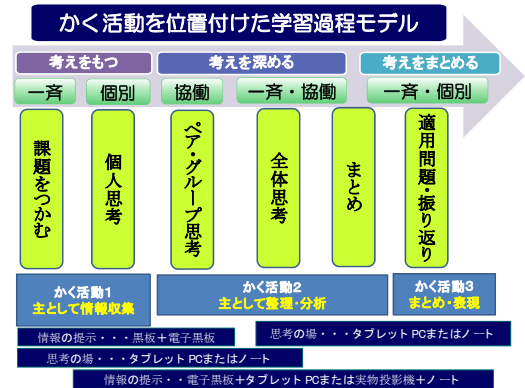 かく活動を位置付けた学習過程モデル
考えをもつ
考えを深める
考えをまとめる
一斉
個別
協働
一斉・協働
一斉・個別
課題をつかむ
個人思考
ペア・グループ思考
全体思考
まとめ
適用問題・振り返り
かく活動1
主として情報収集
かく活動2
主として整理・分析
かく活動3
まとめ・表現
情報の提示・・・黒板＋電子黒板
思考の場・・・タブレットPCまたはノート
思考の場・・・タブレットPCまたはノート
情報の提示・・電子黒板＋タブレットPCまたは実物投影機＋ノート